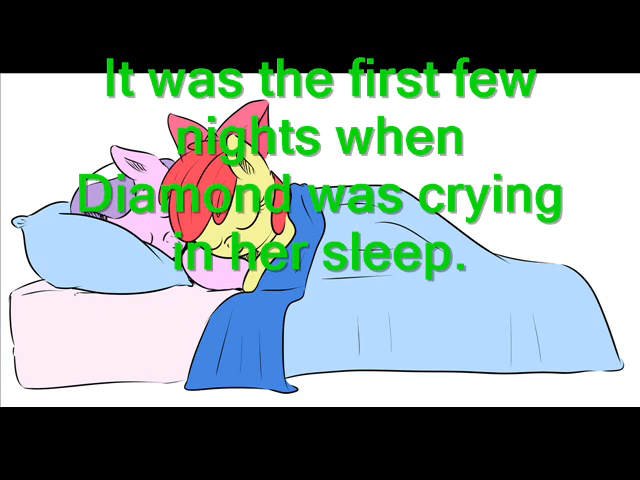 It was the first few
nights when
Diamond was crying
in her sleep.